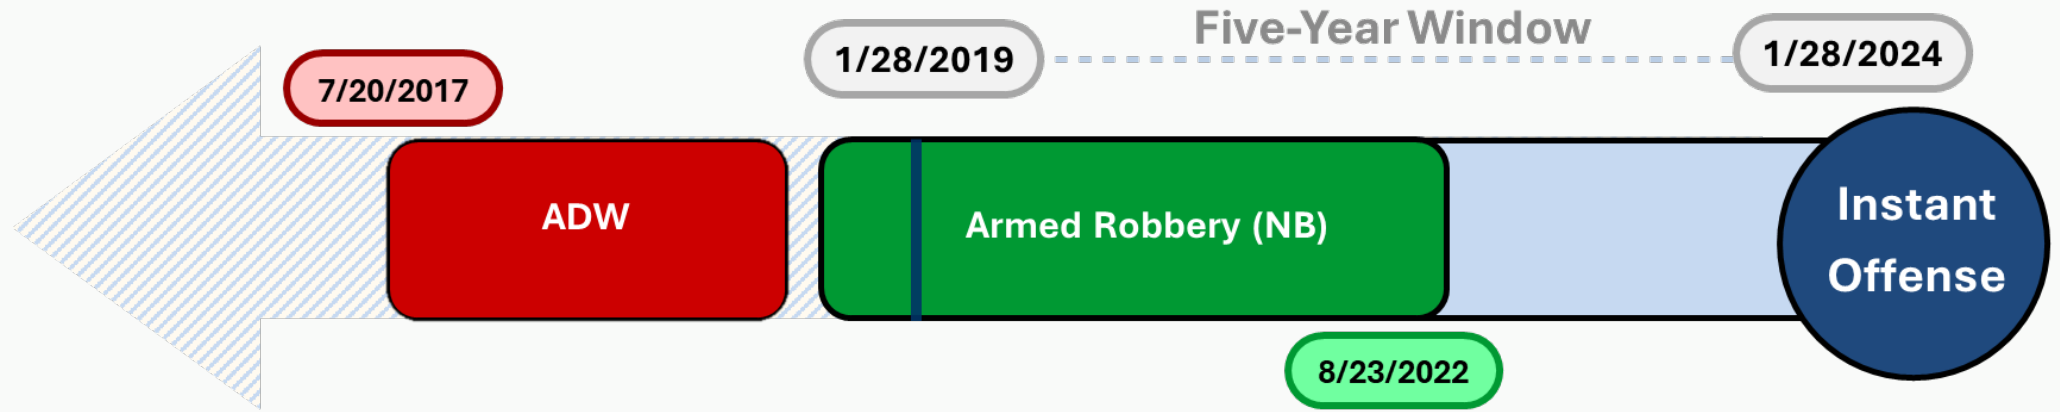 Five-Year Window
7/20/2017
1/28/2019
1/28/2024
ADW
Armed Robbery (NB)
Instant
Offense
8/23/2022